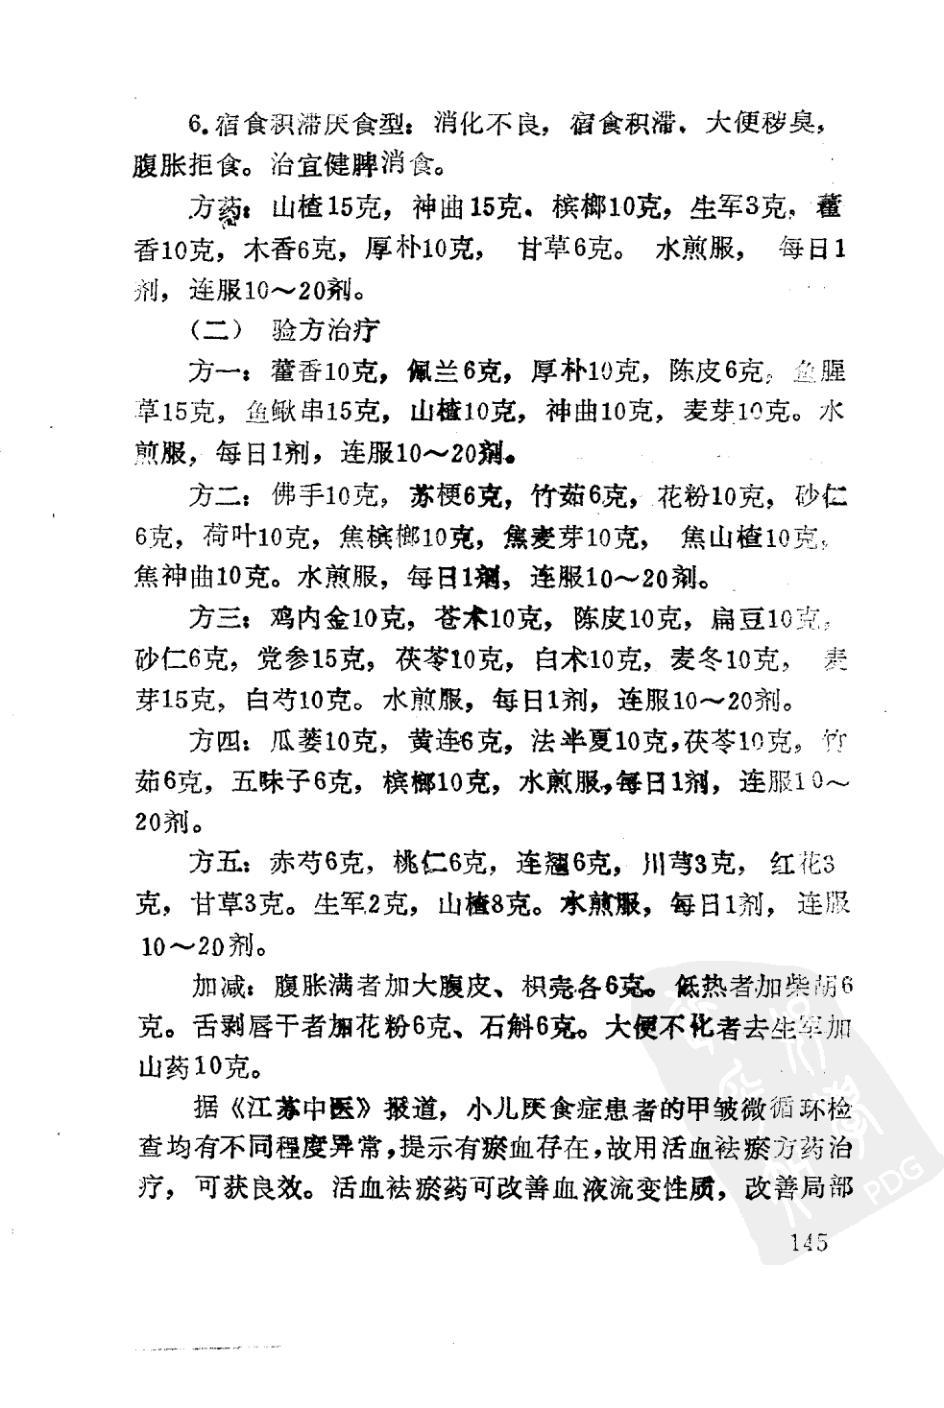 6.宿食积滞厌食型：消化不良，宿食积滞、大便秽臭，
腹胀拒食。治宜健脾消食。
方药：山楂15克，神曲15克、槟榔10克，生军3克，藿
香10克，木香6克，厚朴10克，甘草6克。水煎服，每日1
剂，连服10～20剂。
（二） 验方治疗
方一：藿香10克，佩兰6克，厚朴10克，陈皮6克，鱼腥
草15克，鱼鳅串15克，山楂10克，神曲10克，麦芽10克。水
煎服，每日1剂，连服10～20剂。
方二：佛手10克，苏梗6克，竹茹6克，花粉10克，砂仁
6克，荷叶10克，焦槟榔10克，焦麦芽10克，焦山楂10克，
焦神曲10克。水煎服，每日1剂，连服10～20剂。
方三：鸡内金10克，苍术10克，陈皮10克，扁豆10克，
砂仁6克，党参15克，茯苓10克，白术10克，麦冬10克，麦
芽15克，白芍10克。水煎服，每日1剂，连服10～20剂。
方四：瓜蒌10克，黄连6克，法半夏10克，茯苓10克，竹
茹6克，五味子6克，槟榔10克，水煎服，每日1剂，连服10～
20剂。
方五：赤芍6克，桃仁6克，连翘6克，川芎3克，红花3
克，甘草3克。生军2克，山楂8克。水煎服，每日1剂，连服
10～20剂。
加减：腹胀满者加大腹皮、枳壳各6克。低热者加柴胡6
克。舌剥唇干者加花粉6克、石斛6克。大便不化者去生军加
山药10克。
据《江苏中医》报道，小儿厌食症患者的甲皱微循环检
查均有不同程度异常，提示有瘀血存在，故用活血祛瘀方药治
疗，可获良效。活血祛瘀药可改善血液流变性质，改善局部
145
PDG